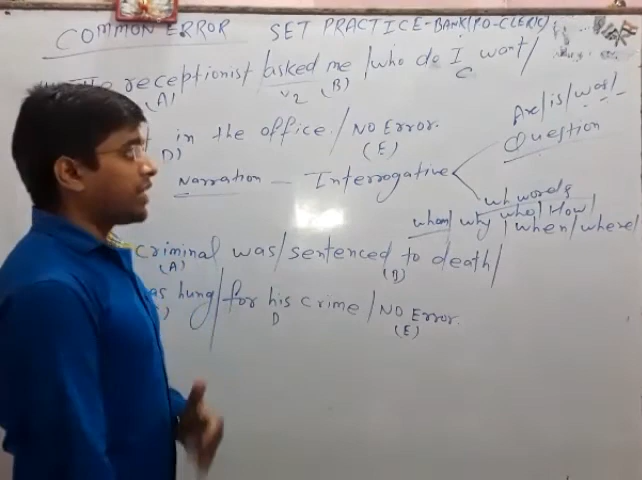 COMMON ERROR SET PRACTICE-BANK (PO-CLERK)
receptionist / asked me / who do I want /
(A) V2 (B) C
in the office. / NO Error.
D) (E)
Narration - Interrogative
Are/is/was/
Question
wh words
whom/why who/How/
/when/where/
criminal was / sentenced to death /
(A) (B)
as hung / for his crime / NO Error.
) D (E)